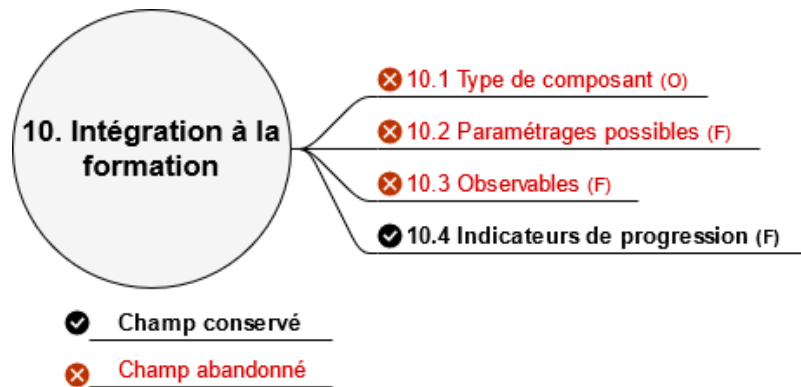 10. Intégration à la
formation
10.1 Type de composant (O)
10.2 Paramétrages possibles (F)
10.3 Observables (F)
10.4 Indicateurs de progression (F)
Champ conservé
Champ abandonné